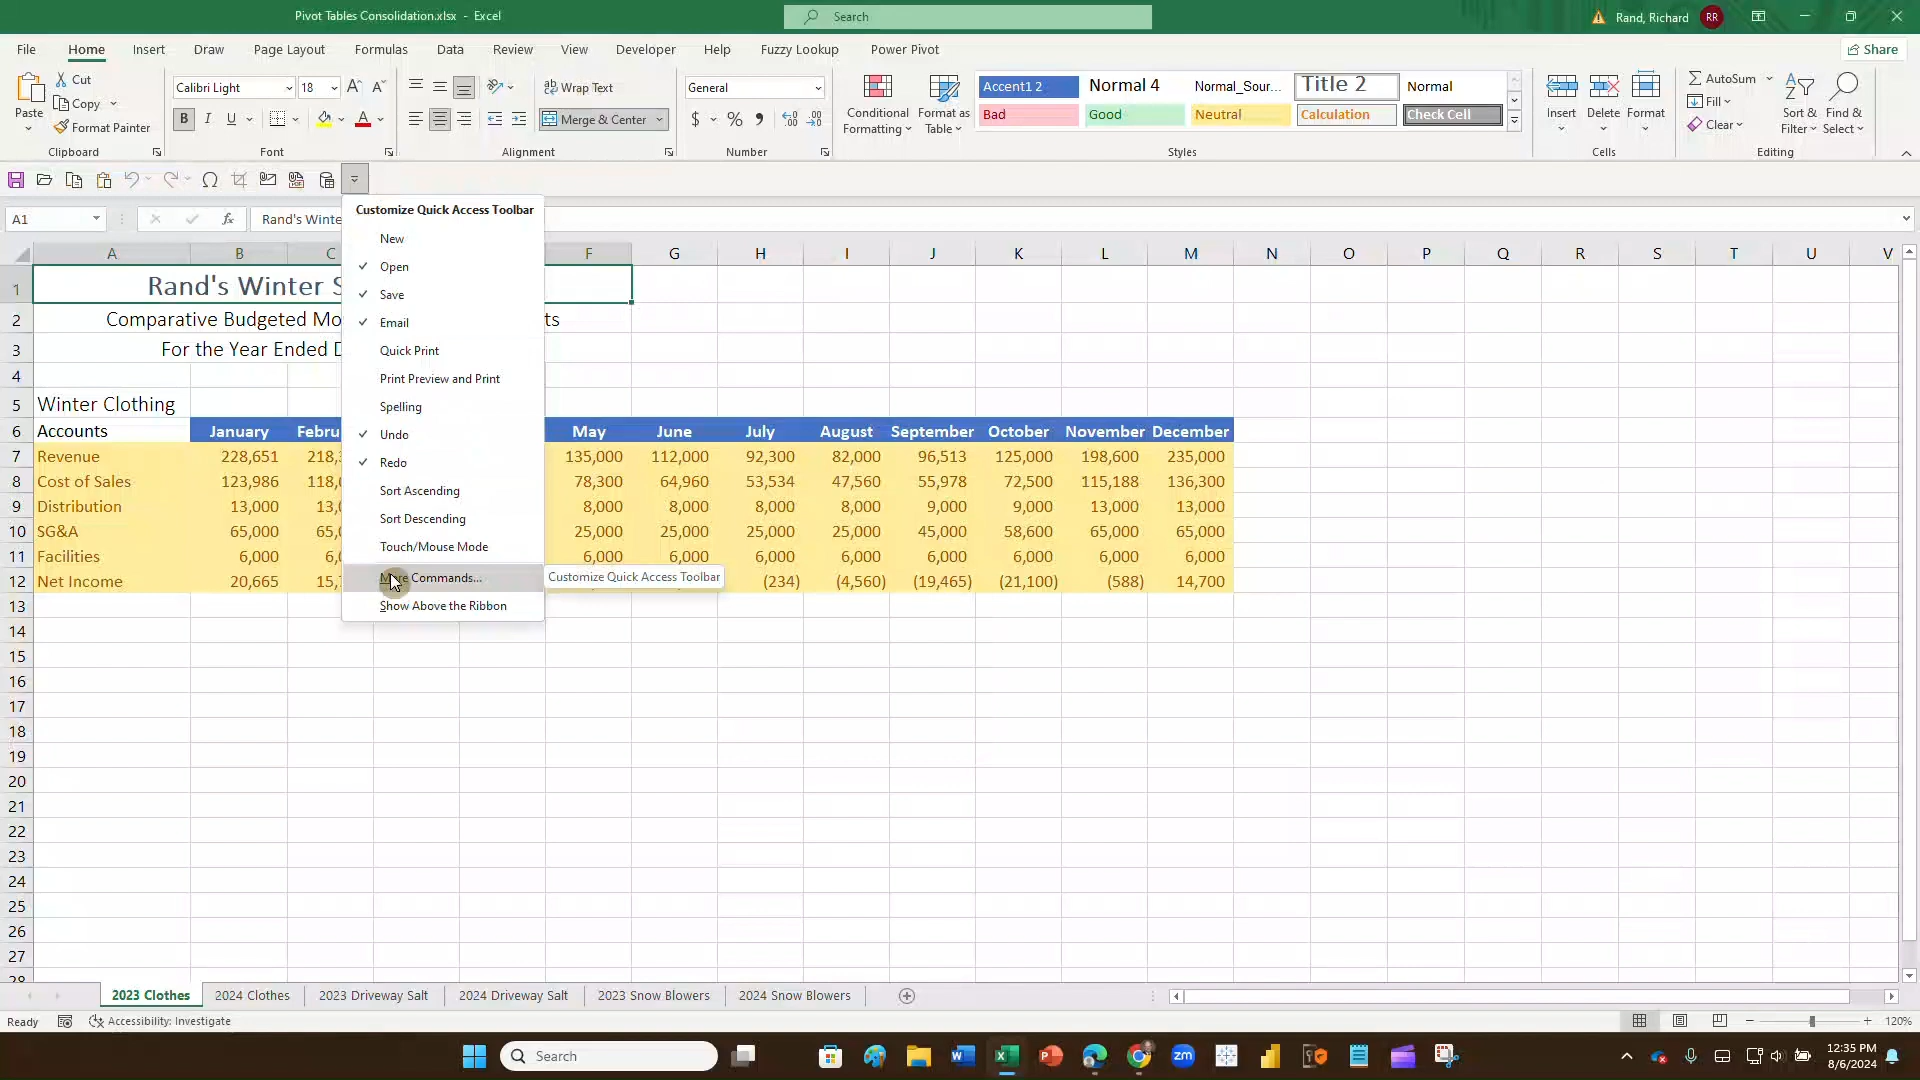 Pivot Tables Consolidation.xlsx - Excel
Search
Rand, Richard
RR
File Home Insert Draw Page Layout Formulas Data Review View Developer Help Fuzzy Lookup Power Pivot
Share
Paste
Cut
Copy
Format Painter
Clipboard
Calibri Light 18
B I U
Font
Wrap Text
Merge & Center
Alignment
General
$ %
Number
Conditional Formatting
Format as Table
Accent1 2 Normal 4 Normal_Sour... Title 2 Normal
Bad Good Neutral Calculation Check Cell
Styles
Insert Delete Format
Cells
AutoSum
Fill
Clear
Sort & Filter
Find & Select
Editing
A1
fx
Rand's Winte
Customize Quick Access Toolbar
New
Open
Save
Email
Quick Print
Print Preview and Print
Spelling
Undo
Redo
Sort Ascending
Sort Descending
Touch/Mouse Mode
Commands...
Show Above the Ribbon
Customize Quick Access Toolbar
A B C F G H I J K L M N O P Q R S T U V
1 Rand's Winter S
2 Comparative Budgeted Mo ts
3 For the Year Ended D
4
5 Winter Clothing
6 Accounts January Febru May June July August September October November December
7 Revenue 228,651 218, 135,000 112,000 92,300 82,000 96,513 125,000 198,600 235,000
8 Cost of Sales 123,986 118, 78,300 64,960 53,534 47,560 55,978 72,500 115,188 136,300
9 Distribution 13,000 13, 8,000 8,000 8,000 8,000 9,000 9,000 13,000 13,000
10 SG&A 65,000 65, 25,000 25,000 25,000 25,000 45,000 58,600 65,000 65,000
11 Facilities 6,000 6, 6,000 6,000 6,000 6,000 6,000 6,000 6,000 6,000
12 Net Income 20,665 15, (234) (4,560) (19,465) (21,100) (588) 14,700
13
14
15
16
17
18
19
20
21
22
23
24
25
26
27
28
2023 Clothes 2024 Clothes 2023 Driveway Salt 2024 Driveway Salt 2023 Snow Blowers 2024 Snow Blowers
Ready
Accessibility: Investigate
120%
Search
zm
12:35 PM
8/6/2024